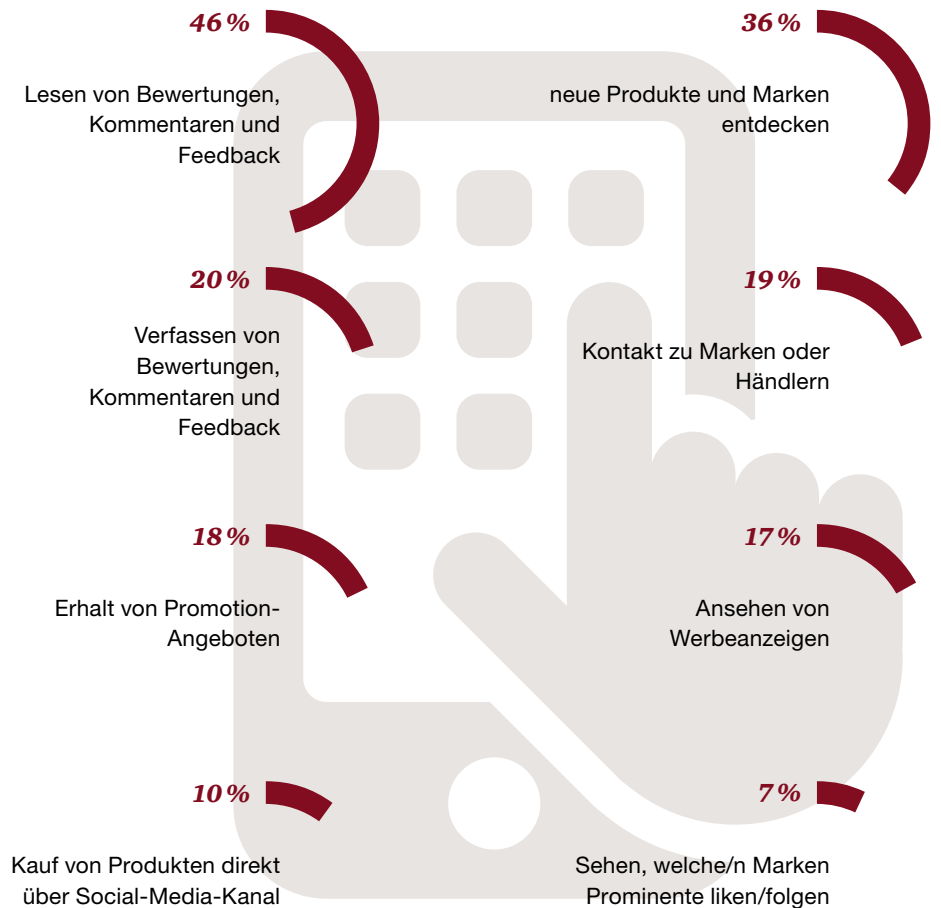 46 %
Lesen von Bewertungen,
Kommentaren und
Feedback
36 %
neue Produkte und Marken
entdecken
20 %
Verfassen von
Bewertungen,
Kommentaren und
Feedback
19 %
Kontakt zu Marken oder
Händlern
18 %
Erhalt von Promotion-
Angeboten
17 %
Ansehen von
Werbeanzeigen
10 %
Kauf von Produkten direkt
über Social-Media-Kanal
7 %
Sehen, welche/n Marken
Prominente liken/folgen